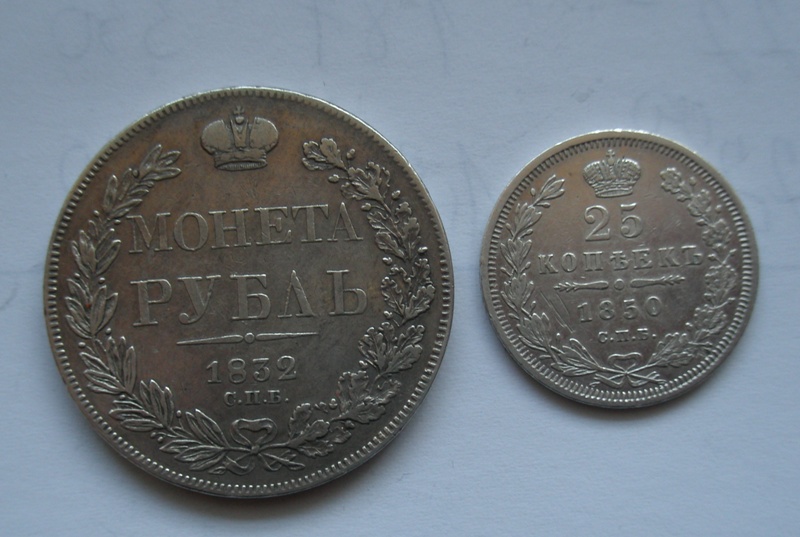 МОНЕТА
РУБЛЬ
1832
С.П.Б.
25
КОПѢЕКЪ
1850
С.П.Б.